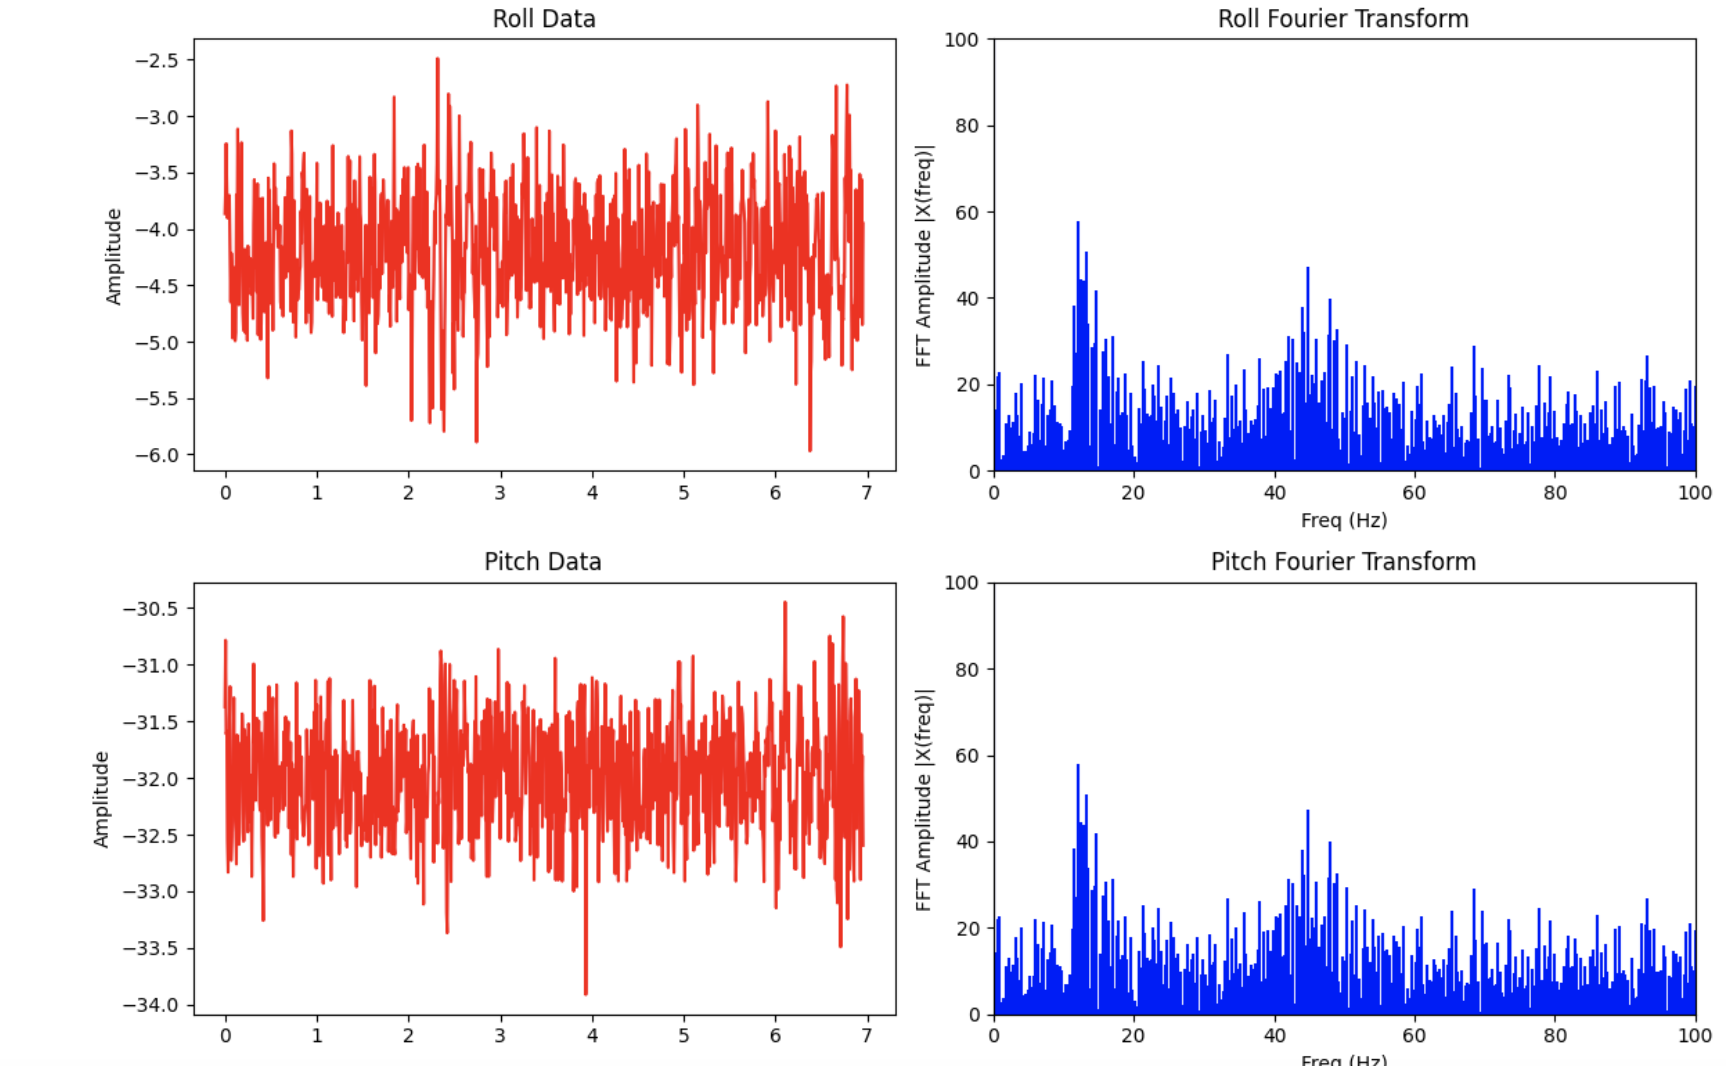 Roll Data
Amplitude
−2.5
−3.0
−3.5
−4.0
−4.5
−5.0
−5.5
−6.0
0 1 2 3 4 5 6 7
Roll Fourier Transform
FFT Amplitude |X(freq)|
100
80
60
40
20
0
0 20 40 60 80 100
Freq (Hz)
Pitch Data
Amplitude
−30.5
−31.0
−31.5
−32.0
−32.5
−33.0
−33.5
−34.0
0 1 2 3 4 5 6 7
Pitch Fourier Transform
FFT Amplitude |X(freq)|
100
80
60
40
20
0
0 20 40 60 80 100
Freq (Hz)